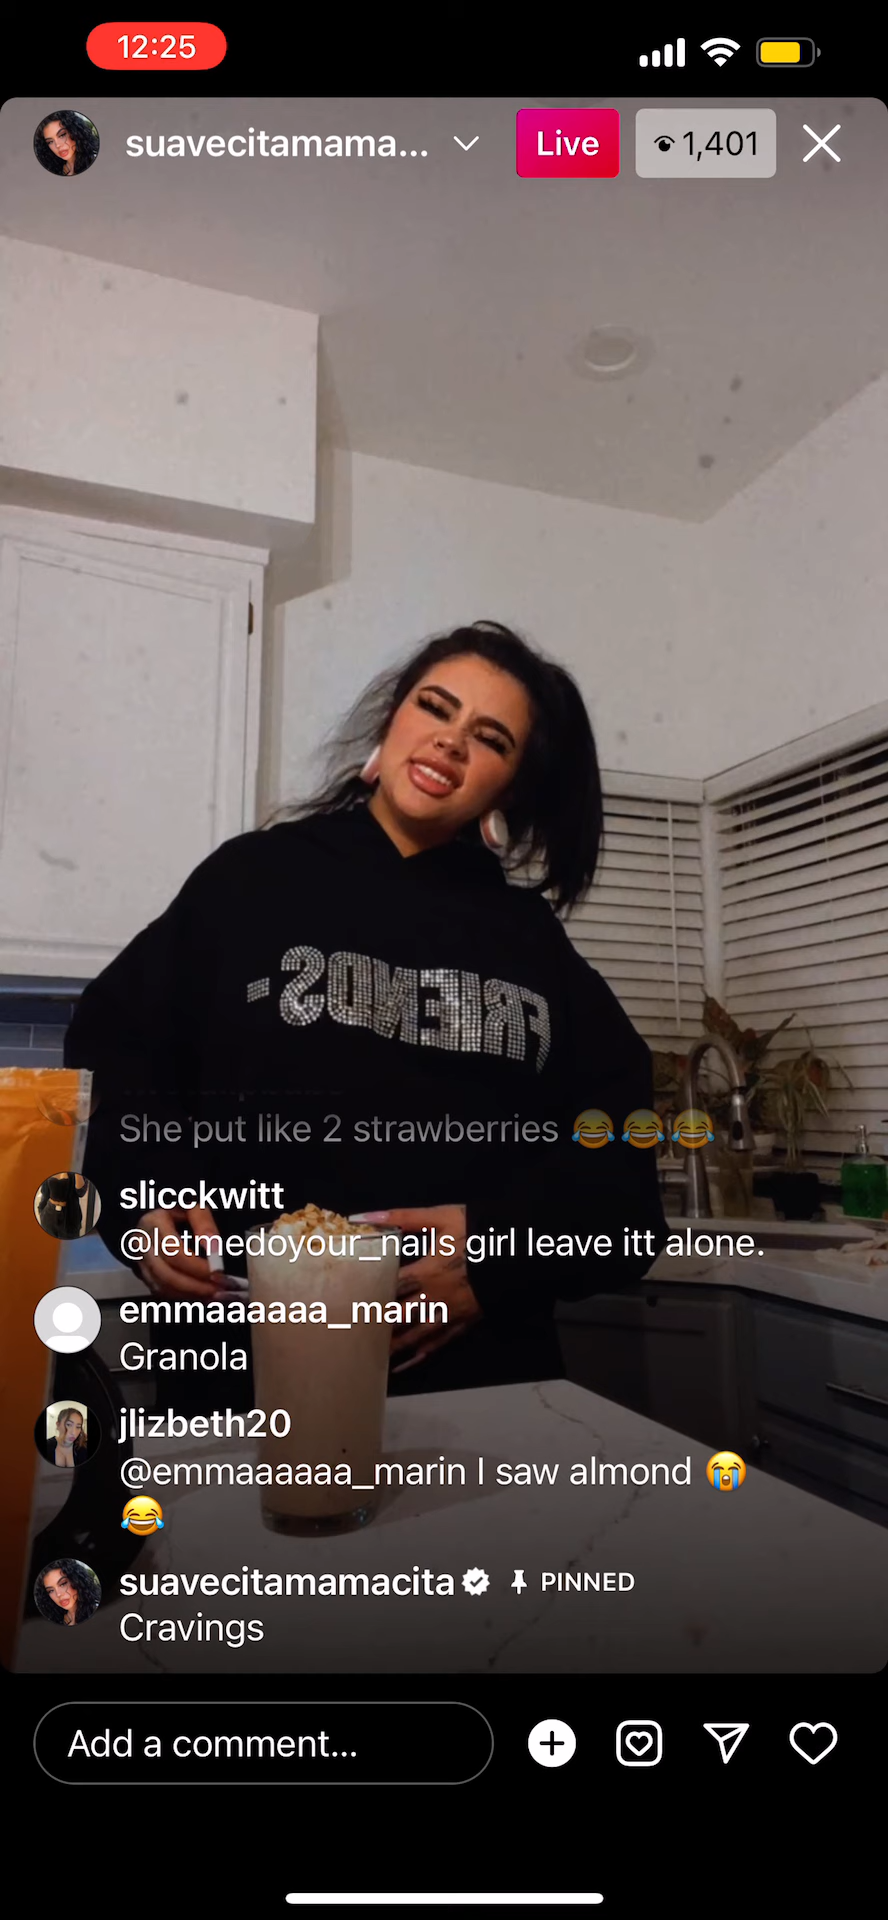 12:25
suavecitamama...
Live
1,401
FRIENDS -
She put like 2 strawberries 😂😂😂
slicckwitt
@letmedoyour_nails girl leave itt alone.
emmaaaaaa_marin
Granola
jlizbeth20
@emmaaaaaa_marin I saw almond 😭
😂
suavecitamamacita PINNED
Cravings
Add a comment...